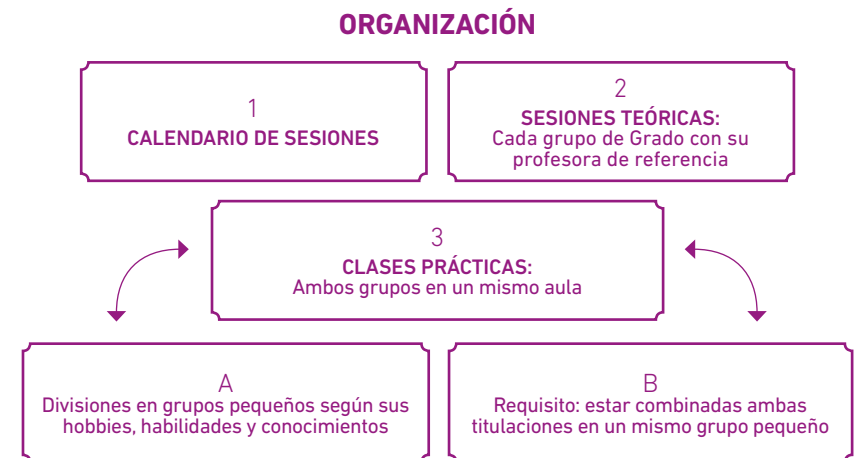 ORGANIZACIÓN
1
CALENDARIO DE SESIONES
2
SESIONES TEÓRICAS:
Cada grupo de Grado con su
profesora de referencia
3
CLASES PRÁCTICAS:
Ambos grupos en un mismo aula
A
Divisiones en grupos pequeños según sus
hobbies, habilidades y conocimientos
B
Requisito: estar combinadas ambas
titulaciones en un mismo grupo pequeño